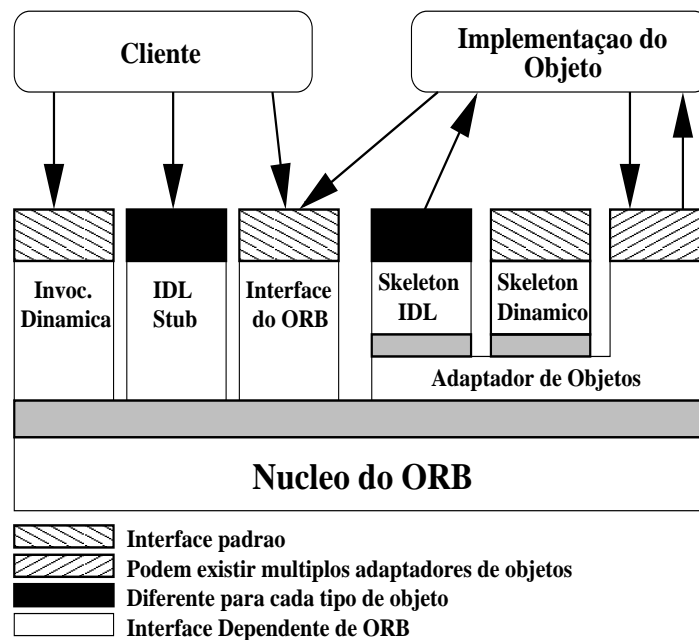 Cliente
Implementaçao do
Objeto
Invoc.
Dinamica
IDL
Stub
Interface
do ORB
Skeleton
IDL
Skeleton
Dinamico
Adaptador de Objetos
Nucleo do ORB
Interface padrao
Podem existir multiplos adaptadores de objetos
Diferente para cada tipo de objeto
Interface Dependente de ORB